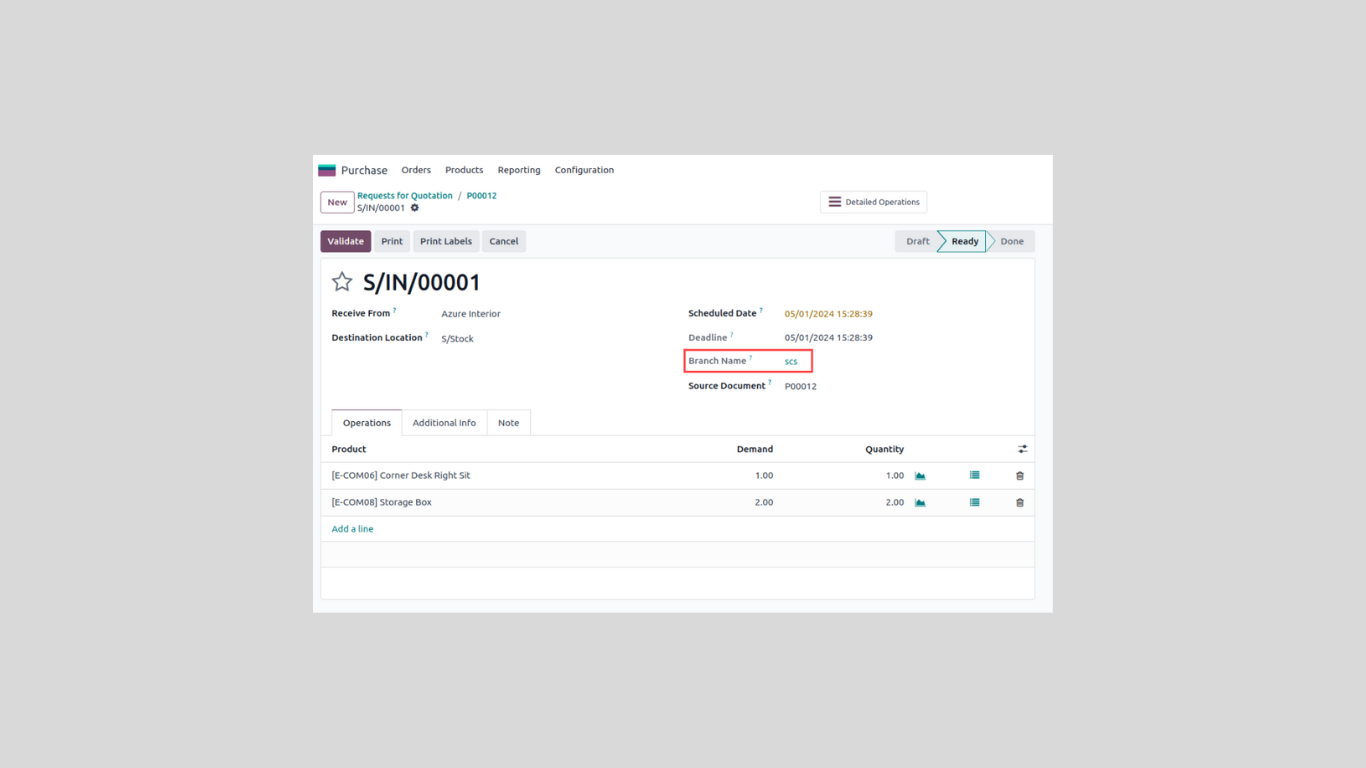 Purchase Orders Products Reporting Configuration
New Requests for Quotation / P00012
S/IN/00001
Detailed Operations
Validate Print Print Labels Cancel Draft Ready Done
S/IN/00001
Receive From ? Azure Interior Scheduled Date ? 05/01/2024 15:28:39
Destination Location ? S/Stock Deadline ? 05/01/2024 15:28:39
Branch Name ? scs
Source Document ? P00012
Operations Additional Info Note
Product Demand Quantity
[E-COM06] Corner Desk Right Sit 1.00 1.00
[E-COM08] Storage Box 2.00 2.00
Add a line